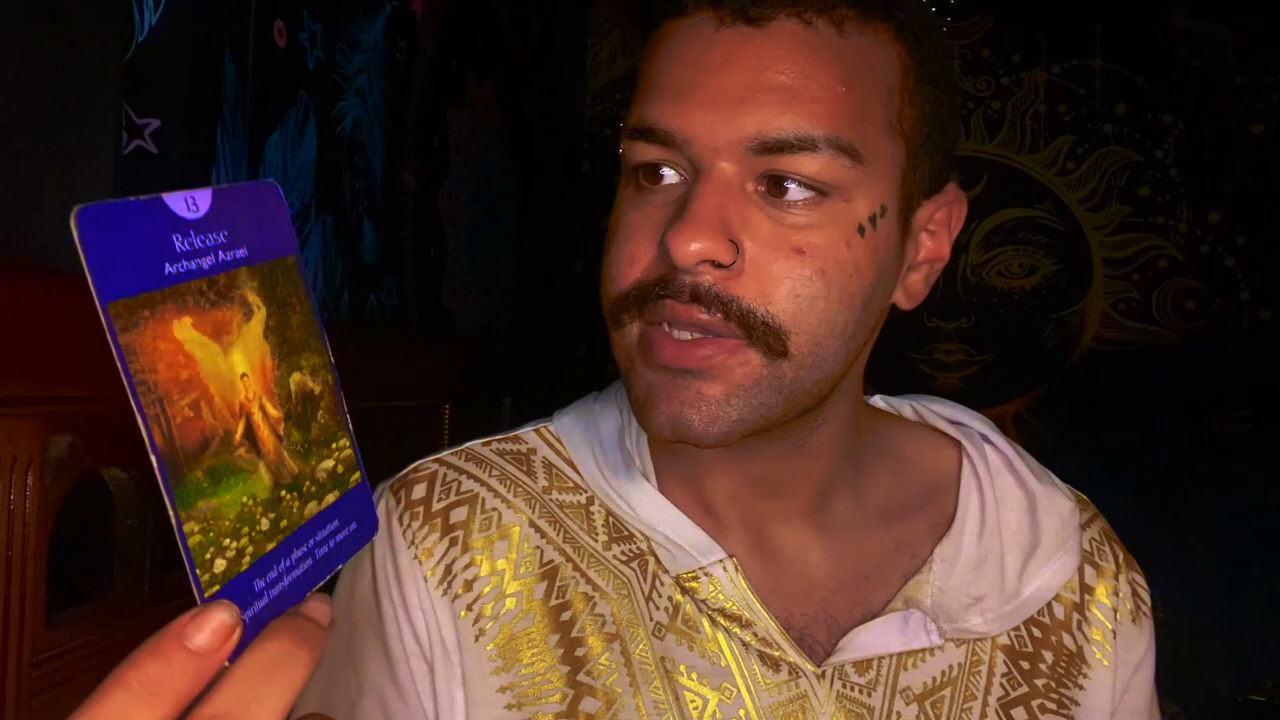 13
Release
Archangel Azrael
The end of a phase or situation.
Spiritual transformation. Time to move on.